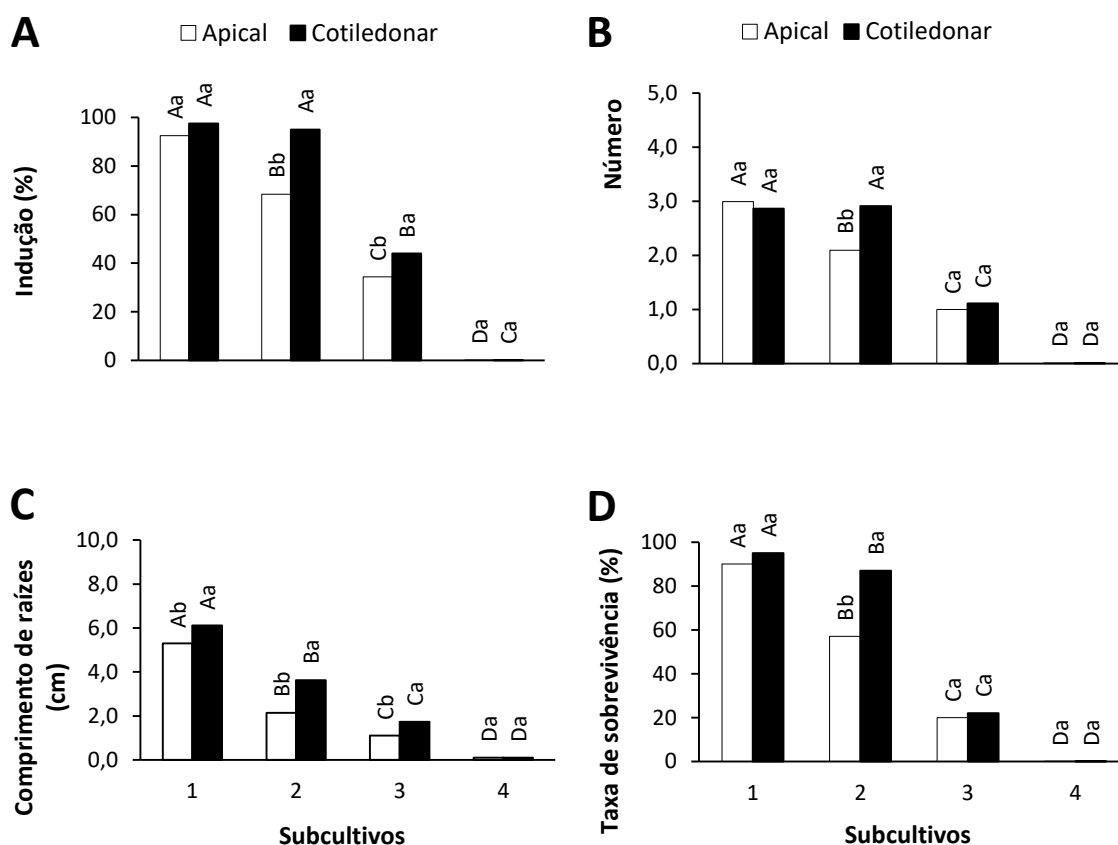 A
Apical Cotiledonar
Indução (%)
100
80
60
40
20
0
Aa Aa
Bb Aa
Cb Ba
Da Ca
B
Apical Cotiledonar
Número
5,0
4,0
3,0
2,0
1,0
0,0
Aa Aa
Bb Aa
Ca Ca
Da Da
C
Comprimento de raízes
(cm)
10,0
8,0
6,0
4,0
2,0
0,0
Ab Aa
Bb Ba
Cb Ca
Da Da
1 2 3 4
Subcultivos
D
Taxa de sobrevivência (%)
100
80
60
40
20
0
Aa Aa
Bb Ba
Ca Ca
Da Da
1 2 3 4
Subcultivos